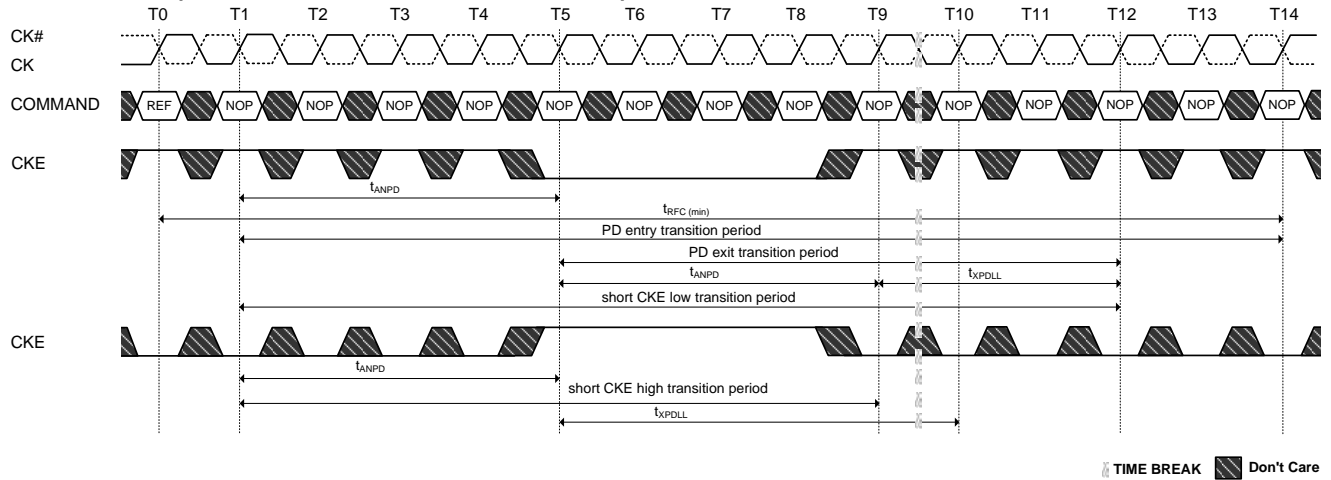 T0 T1 T2 T3 T4 T5 T6 T7 T8 T9 T10 T11 T12 T13 T14
CK#
CK
COMMAND REF NOP NOP NOP NOP NOP NOP NOP NOP NOP NOP NOP NOP NOP NOP
CKE
tANPD
tRFC (min)
PD entry transition period
PD exit transition period
tANPD tXPDLL
short CKE low transition period
CKE
tANPD
short CKE high transition period
tXPDLL
TIME BREAK Don't Care